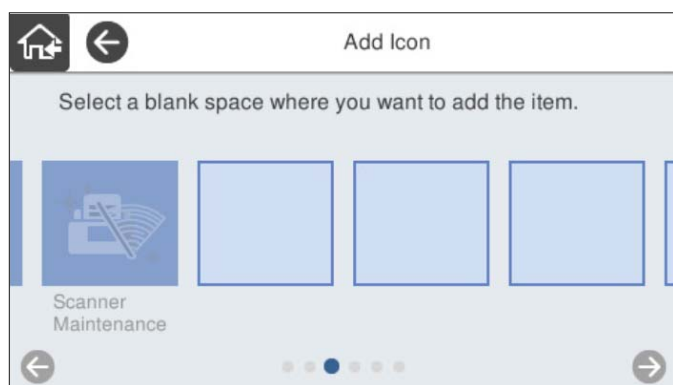 Add Icon
Select a blank space where you want to add the item.
Scanner
Maintenance